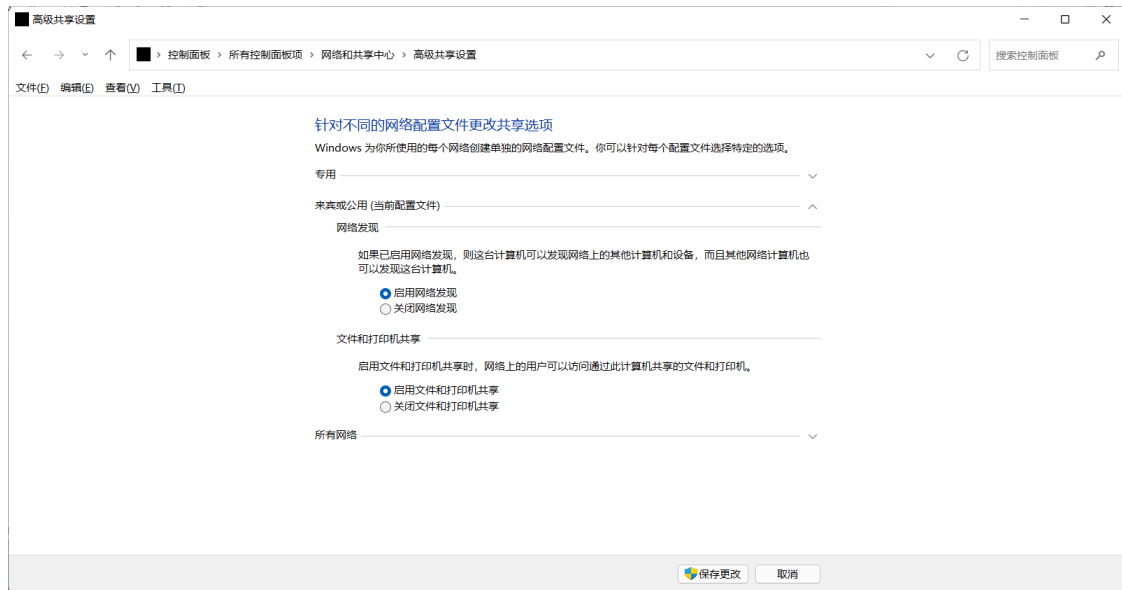 高级共享设置
控制面板 › 所有控制面板项 › 网络和共享中心 › 高级共享设置
搜索控制面板
文件(F) 编辑(E) 查看(V) 工具(T)
针对不同的网络配置文件更改共享选项
Windows 为你所使用的每个网络创建单独的网络配置文件。你可以针对每个配置文件选择特定的选项。
专用
来宾或公用 (当前配置文件)
网络发现
如果已启用网络发现，则这台计算机可以发现网络上的其他计算机和设备，而且其他网络计算机也
可以发现这台计算机。
启用网络发现
关闭网络发现
文件和打印机共享
启用文件和打印机共享时，网络上的用户可以访问通过此计算机共享的文件和打印机。
启用文件和打印机共享
关闭文件和打印机共享
所有网络
保存更改 取消